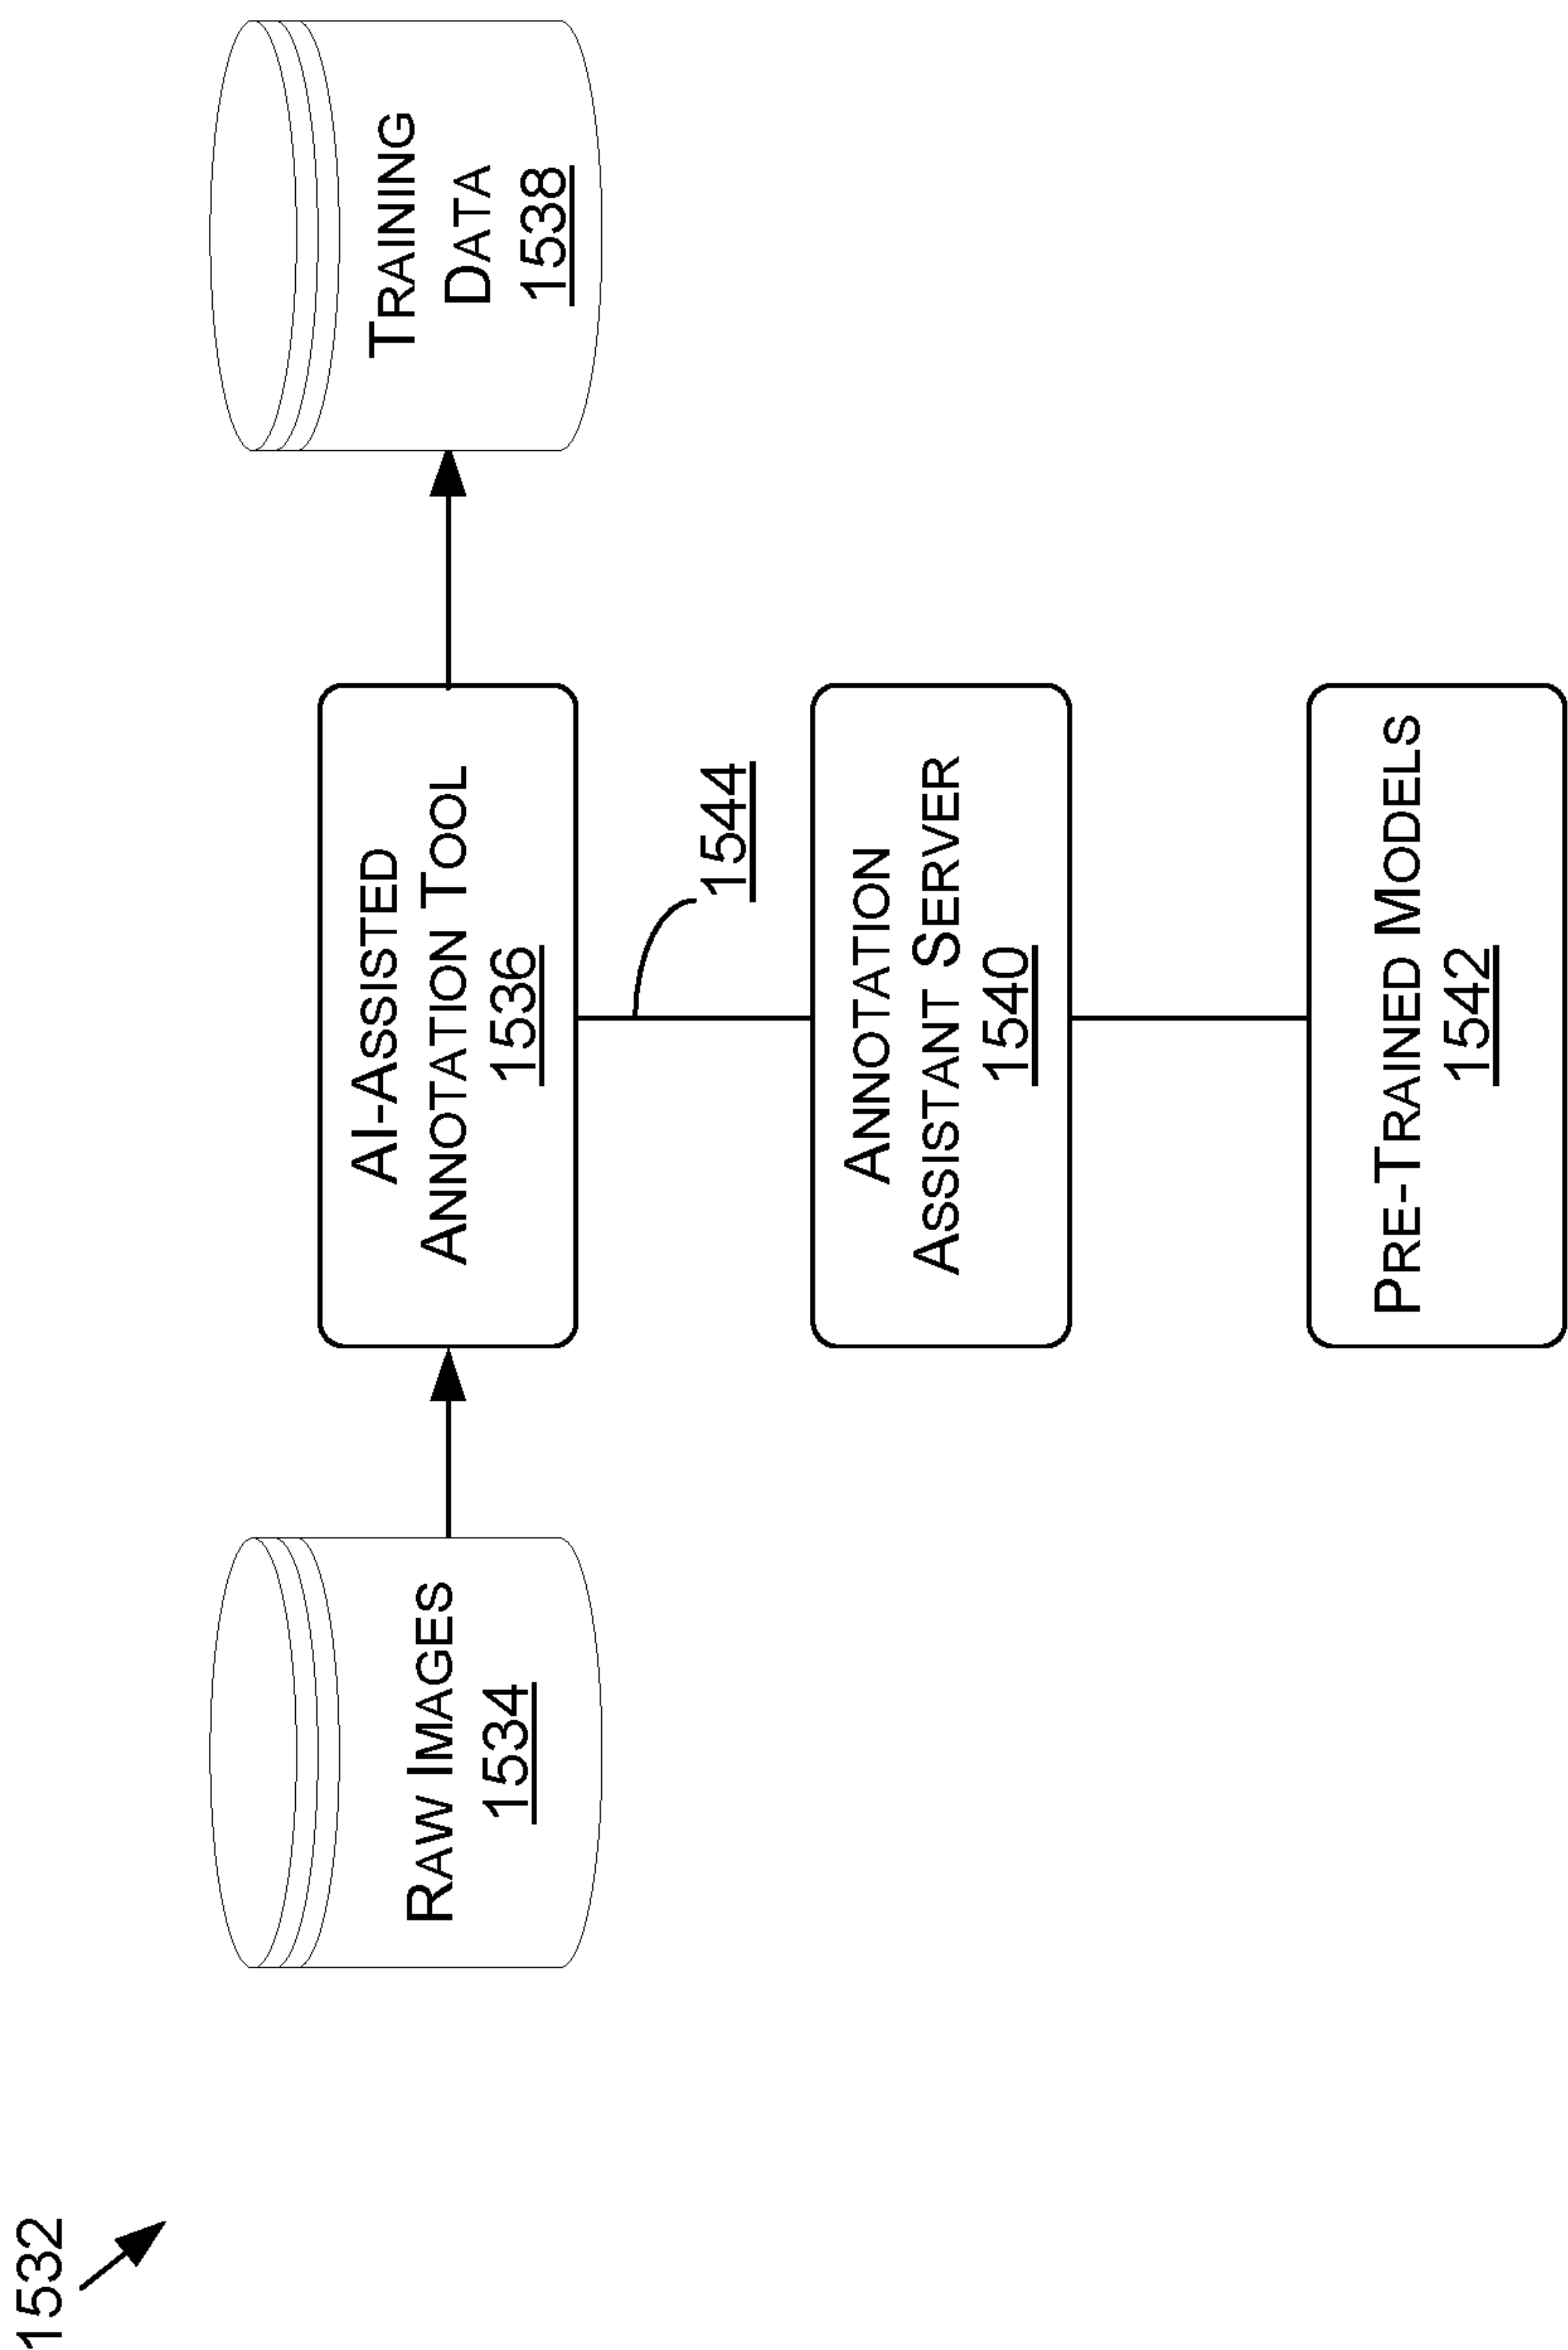 1532
RAW IMAGES
1534
AI-ASSISTED
ANNOTATION TOOL
1536
TRAINING
DATA
1538
1544
ANNOTATION
ASSISTANT SERVER
1540
PRE-TRAINED MODELS
1542